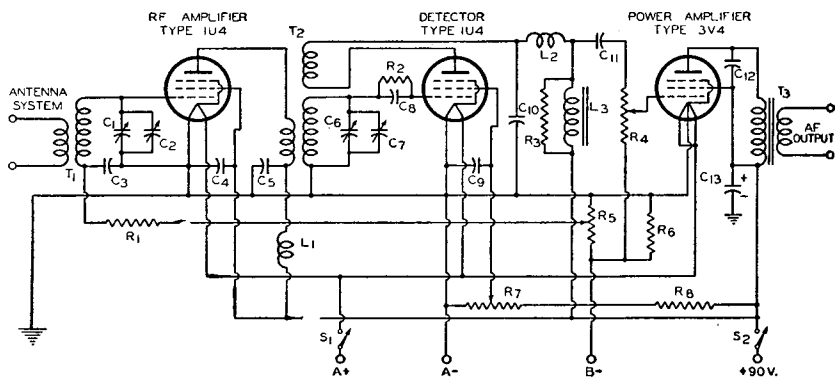 RF AMPLIFIER
TYPE 1U4
DETECTOR
TYPE 1U4
POWER AMPLIFIER
TYPE 3V4
ANTENNA
SYSTEM
T1
C1
C2
C3
C4
C5
R1
L1
T2
R2
C8
C6
C7
C9
C10
L2
C11
R3
L3
R4
R5
R6
R7
R8
C12
C13
+
-
T3
AF
OUTPUT
S1
S2
A+
A-
B-
+90V.